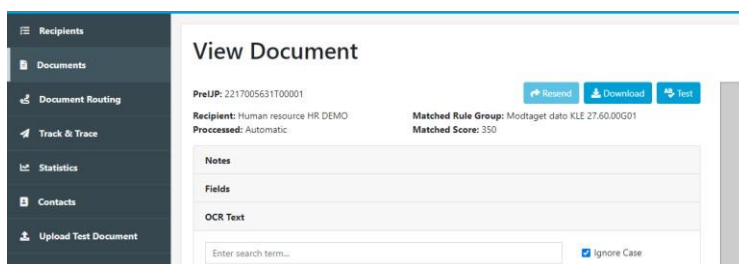 Recipients
Documents
Document Routing
Track & Trace
Statistics
Contacts
Upload Test Document
View Document
PreIJP: 2217005631T00001
Resend
Download
Test
Recipient: Human resource HR DEMO
Matched Rule Group: Modtaget dato KLE 27.60.00G01
Proccessed: Automatic
Matched Score: 350
Notes
Fields
OCR Text
Enter search term...
Ignore Case